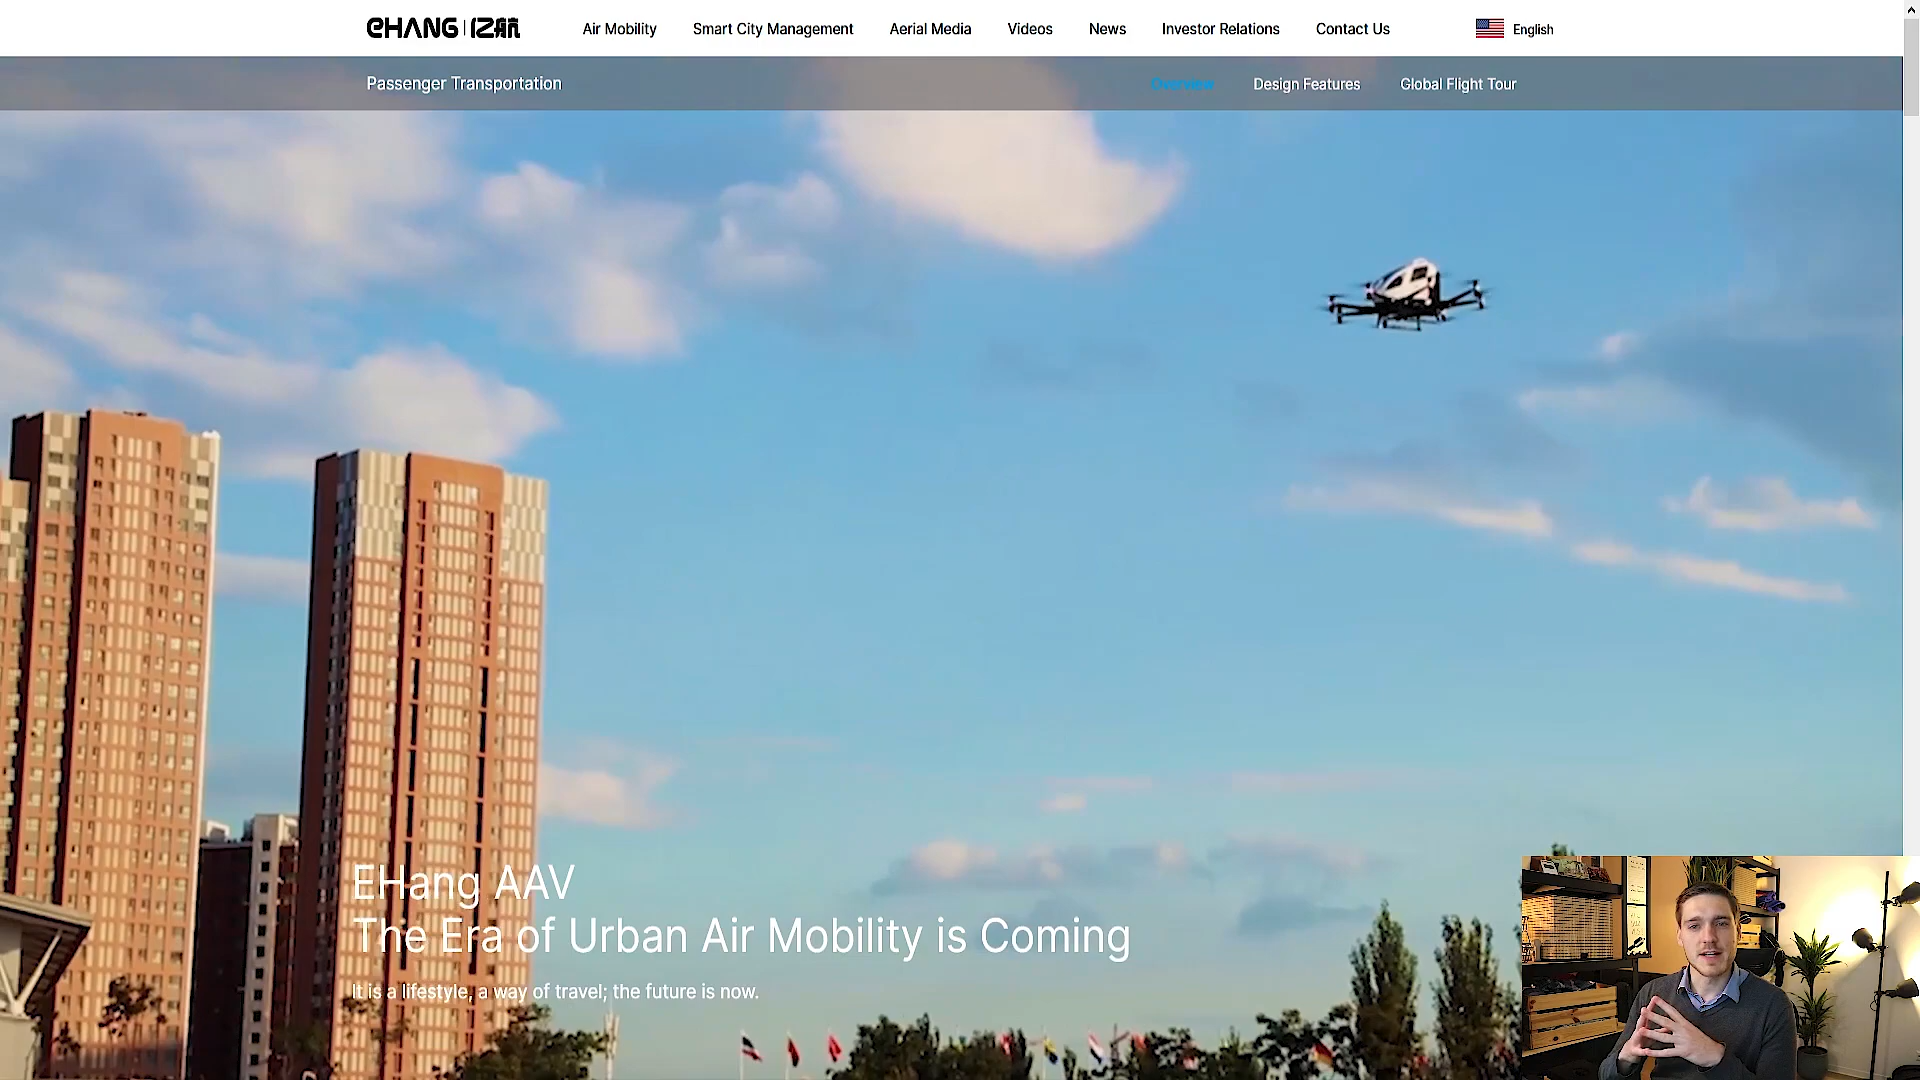 EHANG | 亿航
Air Mobility
Smart City Management
Aerial Media
Videos
News
Investor Relations
Contact Us
English
Passenger Transportation
Overview
Design Features
Global Flight Tour
EHang AAV
The Era of Urban Air Mobility is Coming
It is a lifestyle, a way of travel; the future is now.